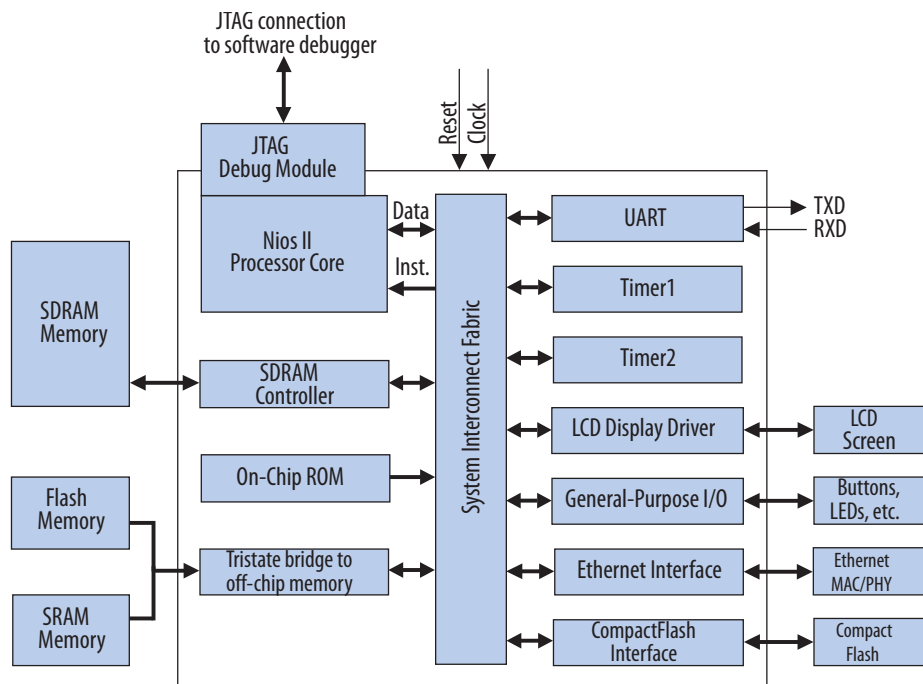 JTAG connection
to software debugger
Reset
Clock
JTAG
Debug Module
Nios II
Processor Core
Data
Inst.
System Interconnect Fabric
UART
TXD
RXD
Timer1
Timer2
SDRAM
Memory
SDRAM
Controller
LCD Display Driver
LCD
Screen
On-Chip ROM
General-Purpose I/O
Buttons,
LEDs, etc.
Flash
Memory
Tristate bridge to
off-chip memory
Ethernet Interface
Ethernet
MAC/PHY
SRAM
Memory
CompactFlash
Interface
Compact
Flash